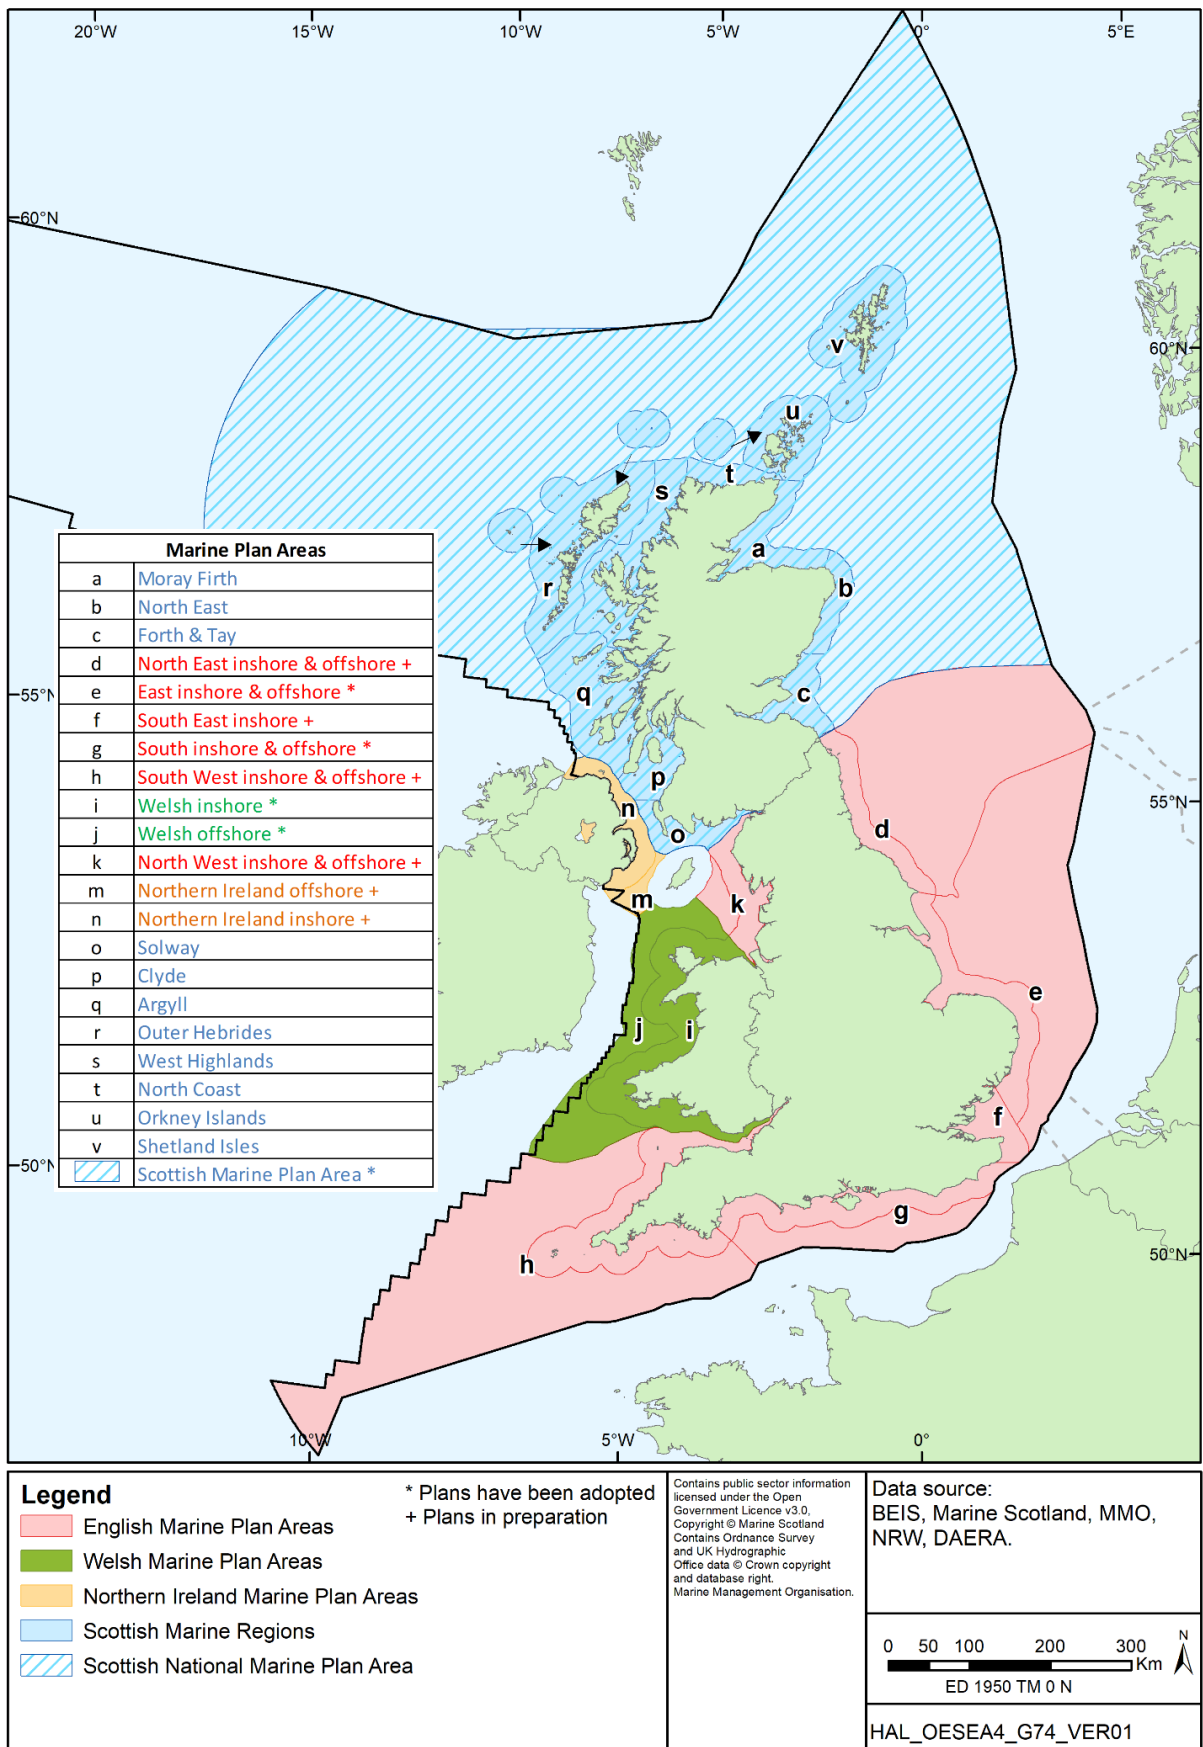 20°W 15°W 10°W 5°W 0° 5°E
60°N
v
60°N
u
t
s
a
r
b
Marine Plan Areas
a Moray Firth
b North East
c Forth & Tay
d North East inshore & offshore +
e East inshore & offshore *
f South East inshore +
g South inshore & offshore *
h South West inshore & offshore +
i Welsh inshore *
j Welsh offshore *
k North West inshore & offshore +
m Northern Ireland offshore +
n Northern Ireland inshore +
o Solway
p Clyde
q Argyll
r Outer Hebrides
s West Highlands
t North Coast
u Orkney Islands
v Shetland Isles
Scottish Marine Plan Area *
55°N
q
c
p
55°N
n
o
d
m
k
e
j
i
f
50°N
g
h
50°N
10°W 5°W 0°
Legend
English Marine Plan Areas
Welsh Marine Plan Areas
Northern Ireland Marine Plan Areas
Scottish Marine Regions
Scottish National Marine Plan Area
* Plans have been adopted
+ Plans in preparation
Contains public sector information
licensed under the Open
Government Licence v3.0,
Copyright © Marine Scotland
Contains Ordnance Survey
and UK Hydrographic
Office data © Crown copyright
and database right.
Marine Management Organisation.
Data source:
BEIS, Marine Scotland, MMO,
NRW, DAERA.
0 50 100 200 300
Km
N
ED 1950 TM 0 N
HAL_OESEA4_G74_VER01